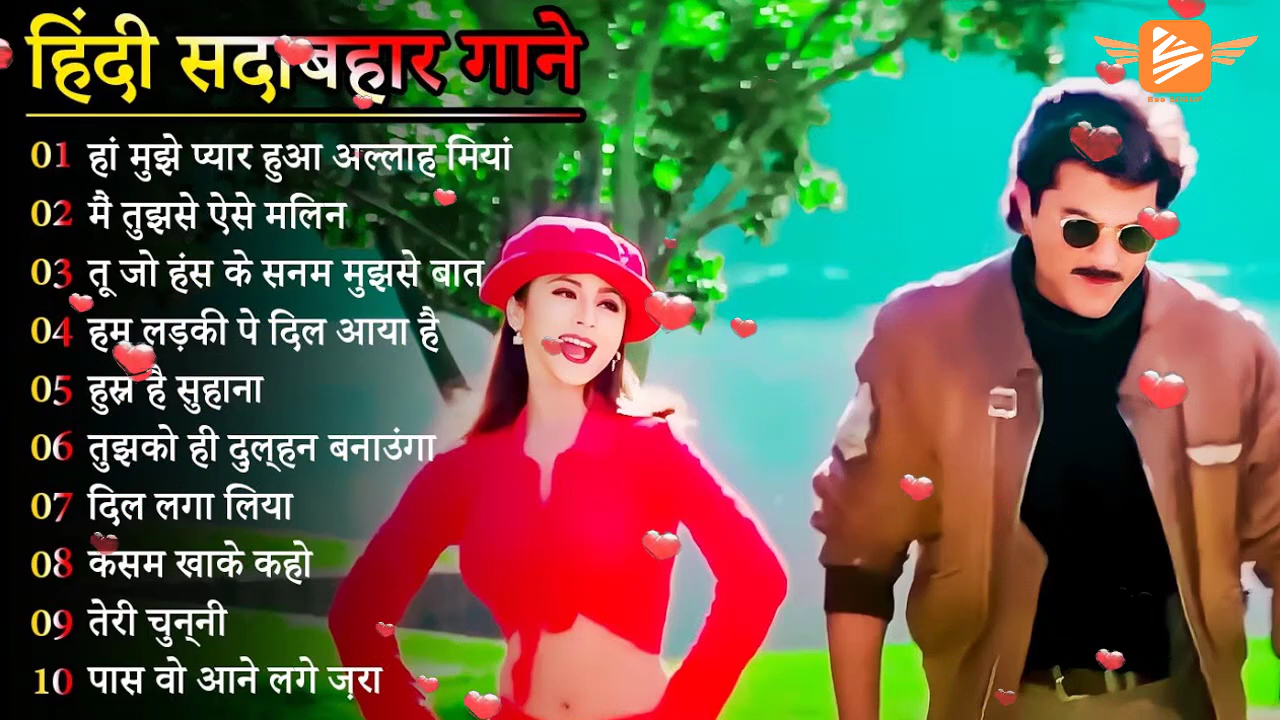 हिंदी सदाबहार गाने
01 हां मुझे प्यार हुआ अल्लाह मियां
02 मै तुझसे ऐसे मलिन
03 तू जो हंस के सनम मुझसे बात
04 हम लड़की पे दिल आया है
05 हुस्न है सुहाना
06 तुझको ही दुल्हन बनाउंगा
07 दिल लगा लिया
08 कसम खाके कहो
09 तेरी चुन्नी
10 पास वो आने लगे ज़रा